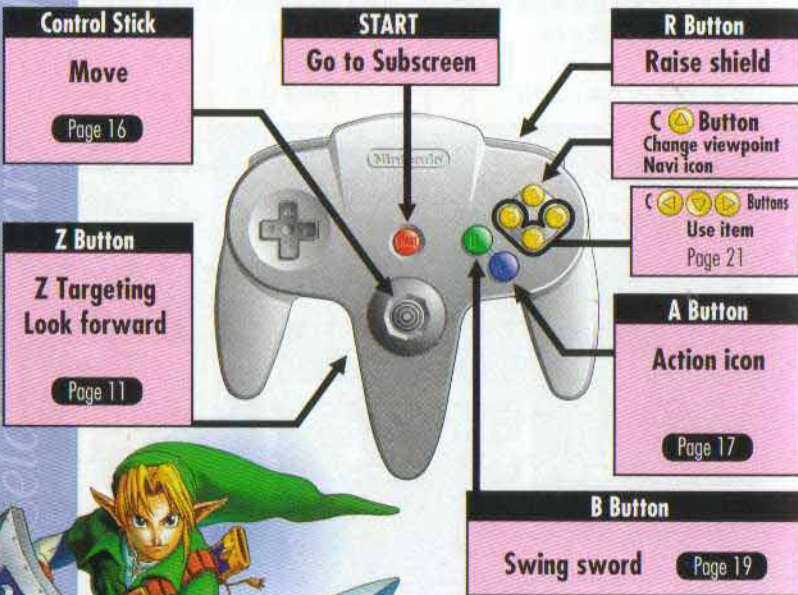 Control Stick
Move
Page 16
START
Go to Subscreen
R Button
Raise shield
C Button
Change viewpoint
Navi icon
C Buttons
Use item
Page 21
Z Button
Z Targeting
Look forward
Page 11
Nintendo
START
B
A
A Button
Action icon
Page 17
B Button
Swing sword Page 19